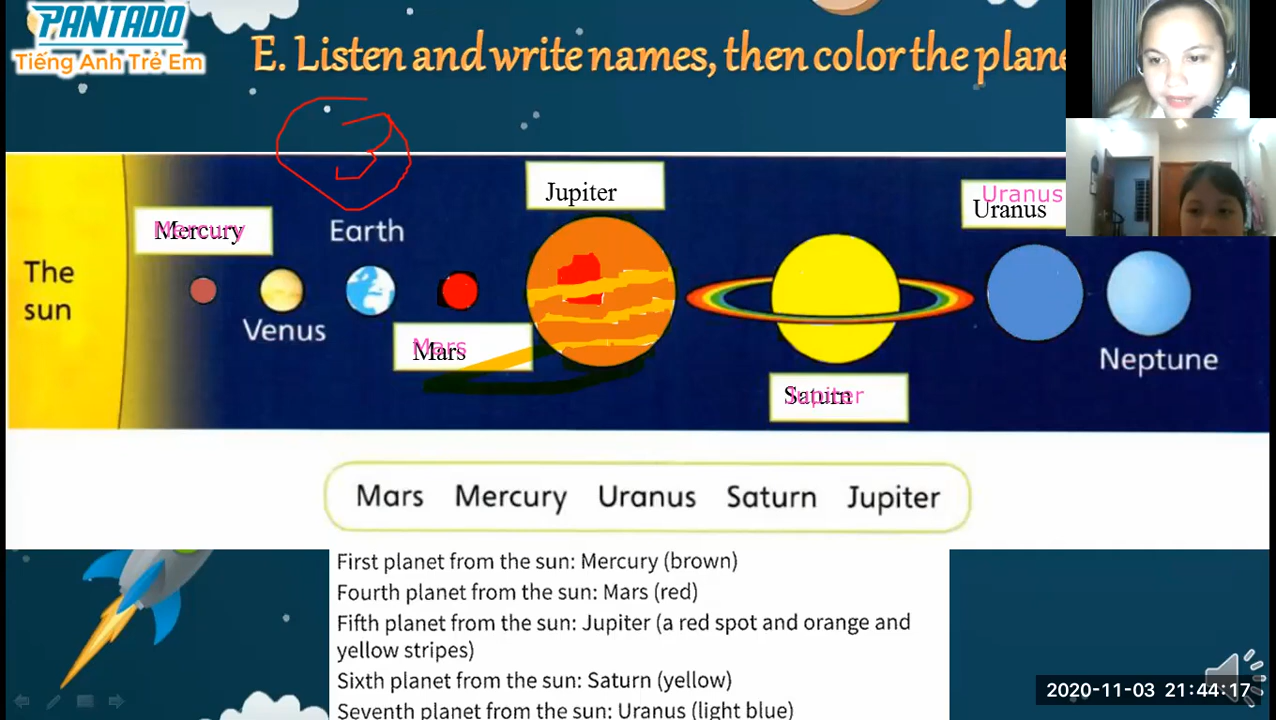 PANTADO
Tiếng Anh Trẻ Em
E. Listen and write names, then color the plane
3
The
sun
Mercury
Mercury
Venus
Earth
Mars
Mars
Jupiter
Saturn
Jupiter
Uranus
Uranus
Neptune
Mars Mercury Uranus Saturn Jupiter
First planet from the sun: Mercury (brown)
Fourth planet from the sun: Mars (red)
Fifth planet from the sun: Jupiter (a red spot and orange and
yellow stripes)
Sixth planet from the sun: Saturn (yellow)
Seventh planet from the sun: Uranus (light blue)
2020-11-03 21:44:17